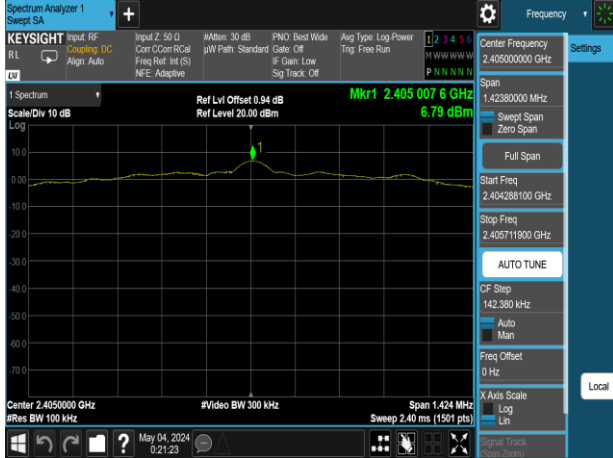 Spectrum Analyzer 1
Swept SA
Frequency
KEYSIGHT
RL
Input: RF
Coupling: DC
Align: Auto
Input Z: 50 Ω
Corr CCorr RCal
Freq Ref: Int (S)
NFE: Adaptive
#Atten: 30 dB
µW Path: Standard
PNO: Best Wide
Gate: Off
IF Gain: Low
Sig Track: Off
Avg Type: Log-Power
Trig: Free Run
1 2 3 4 5 6
M W W W W W
P N N N N N
1 Spectrum
Scale/Div 10 dB
Log
Ref Lvl Offset 0.94 dB
Ref Level 20.00 dBm
Mkr1 2.405 007 6 GHz
6.79 dBm
1
10.0
0.00
-10.0
-20.0
-30.0
-40.0
-50.0
-60.0
-70.0
Center 2.4050000 GHz
#Res BW 100 kHz
#Video BW 300 kHz
Span 1.424 MHz
Sweep 2.40 ms (1501 pts)
?
May 04, 2024
0:21:23
Center Frequency
2.405000000 GHz
Span
1.42380000 MHz
Swept Span
Zero Span
Full Span
Start Freq
2.404288100 GHz
Stop Freq
2.405711900 GHz
AUTO TUNE
CF Step
142.380 kHz
Auto
Man
Freq Offset
0 Hz
X Axis Scale
Log
Lin
Signal Track
(Span Zoom)
Settings
Local